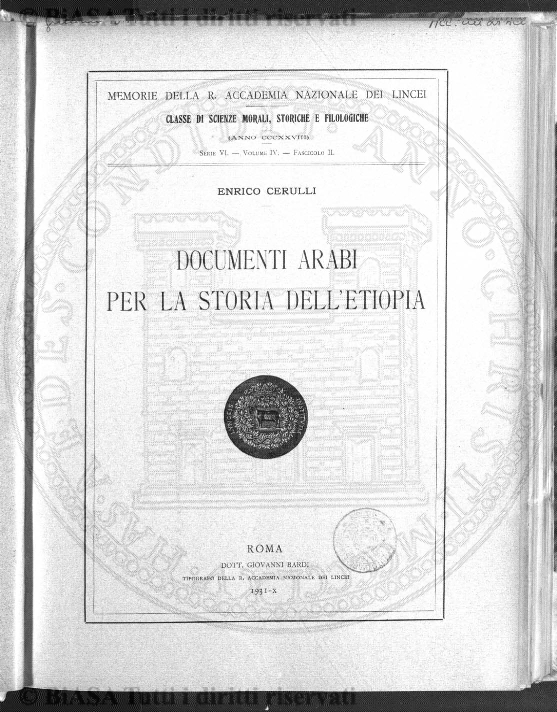 © BiASA Tutti i diritti riservati
MEMORIE DELLA R. ACCADEMIA NAZIONALE DEI LINCEI
CLASSE DI SCIENZE MORALI, STORICHE E FILOLOGICHE
(ANNO CCCXXVIII)
SERIE VI. — VOLUME IV. — FASCICOLO II.
ENRICO CERULLI
DOCUMENTI ARABI
PER LA STORIA DELL'ETIOPIA
ROMA
DOTT. GIOVANNI BARDI
TIPOGRAFO DELLA R. ACCADEMIA NAZIONALE DEI LINCEI
1931-X
© BiASA Tutti i diritti riservati